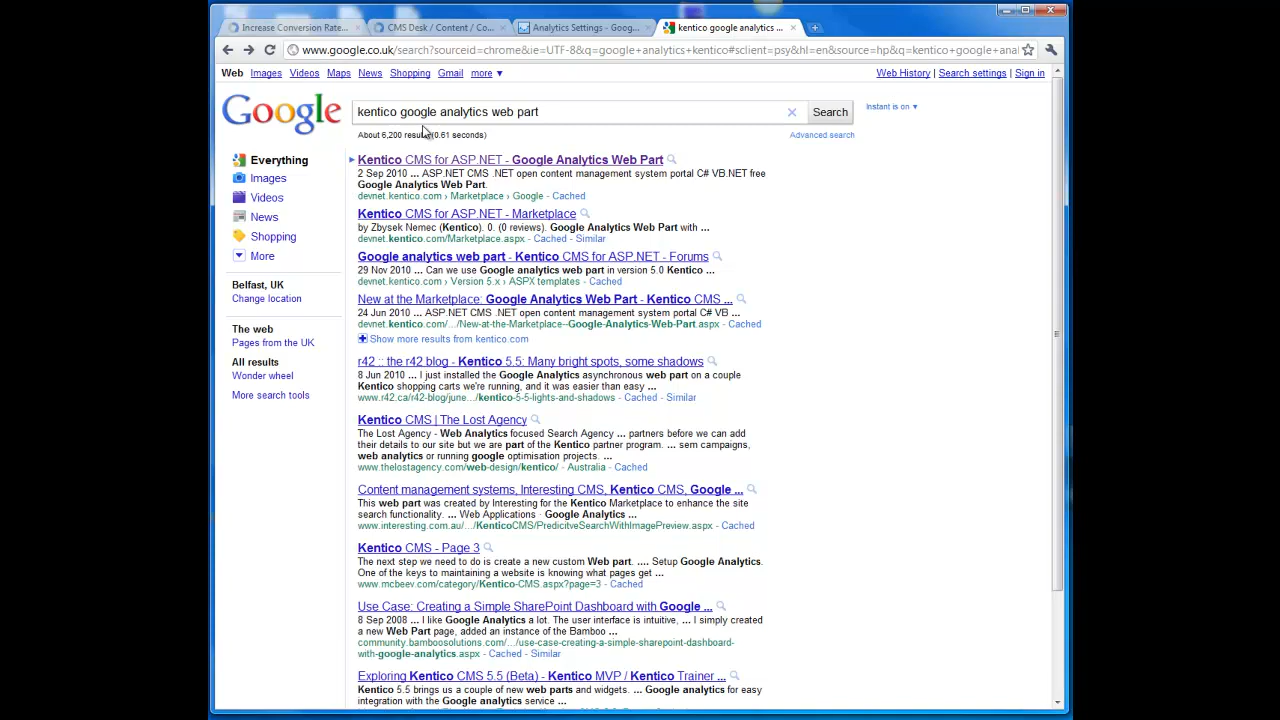 Increase Conversion Rate...
CMS Desk / Content / Co...
Analytics Settings - Goog...
kentico google analytics ...
www.google.co.uk/search?sourceid=chrome&ie=UTF-8&q=google+analytics+kentico#sclient=psy&hl=en&source=hp&q=kentico+google+anal
Web Images Videos Maps News Shopping Gmail more ▼
Web History | Search settings | Sign in
Google
kentico google analytics web part
Search
Instant is on ▼
About 6,200 results (0.61 seconds)
Advanced search
Everything
Images
Videos
News
Shopping
More
Belfast, UK
Change location
The web
Pages from the UK
All results
Wonder wheel
More search tools
Kentico CMS for ASP.NET - Google Analytics Web Part
2 Sep 2010 ... ASP.NET CMS .NET open content management system portal C# VB.NET free
Google Analytics Web Part.
devnet.kentico.com › Marketplace › Google - Cached
Kentico CMS for ASP.NET - Marketplace
by Zbysek Nemec (Kentico). 0. (0 reviews). Google Analytics Web Part with ...
devnet.kentico.com/Marketplace.aspx - Cached - Similar
Google analytics web part - Kentico CMS for ASP.NET - Forums
29 Nov 2010 ... Can we use Google analytics web part in version 5.0 Kentico ...
devnet.kentico.com › Version 5.x › ASPX templates - Cached
New at the Marketplace: Google Analytics Web Part - Kentico CMS ...
24 Jun 2010 ... ASP.NET CMS .NET open content management system portal C# VB ...
devnet.kentico.com/.../New-at-the-Marketplace--Google-Analytics-Web-Part.aspx - Cached
Show more results from kentico.com
r42 :: the r42 blog - Kentico 5.5: Many bright spots, some shadows
8 Jun 2010 ... I just installed the Google Analytics asynchronous web part on a couple
Kentico shopping carts we're running, and it was easier than easy ...
www.r42.ca/r42-blog/june.../kentico-5-5-lights-and-shadows - Cached - Similar
Kentico CMS | The Lost Agency
The Lost Agency - Web Analytics focused Search Agency ... partners before we can add
their details to our site but we are part of the Kentico partner program. ... sem campaigns,
web analytics or running google optimisation projects. ...
www.thelostagency.com/web-design/kentico/ - Australia - Cached
Content management systems, Interesting CMS, Kentico CMS, Google ...
This web part was created by Interesting for the Kentico Marketplace to enhance the site
search functionality. ... Web Applications · Google Analytics ...
www.interesting.com.au/.../KenticoCMS/PredicitveSearchWithImagePreview.aspx - Cached
Kentico CMS - Page 3
The next step we need to do is create a new custom Web part. .... Setup Google Analytics.
One of the keys to maintaining a website is knowing what pages get ...
www.mcbeev.com/category/Kentico-CMS.aspx?page=3 - Cached
Use Case: Creating a Simple SharePoint Dashboard with Google ...
8 Sep 2008 ... I like Google Analytics a lot. The user interface is intuitive, ... I simply created
a new Web Part page, added an instance of the Bamboo ...
community.bamboosolutions.com/.../use-case-creating-a-simple-sharepoint-dashboard-
with-google-analytics.aspx - Cached - Similar
Exploring Kentico CMS 5.5 (Beta) - Kentico MVP / Kentico Trainer ...
Kentico 5.5 brings us a couple of new web parts and widgets. ... Google analytics for easy
integration with the Google analytics service ...